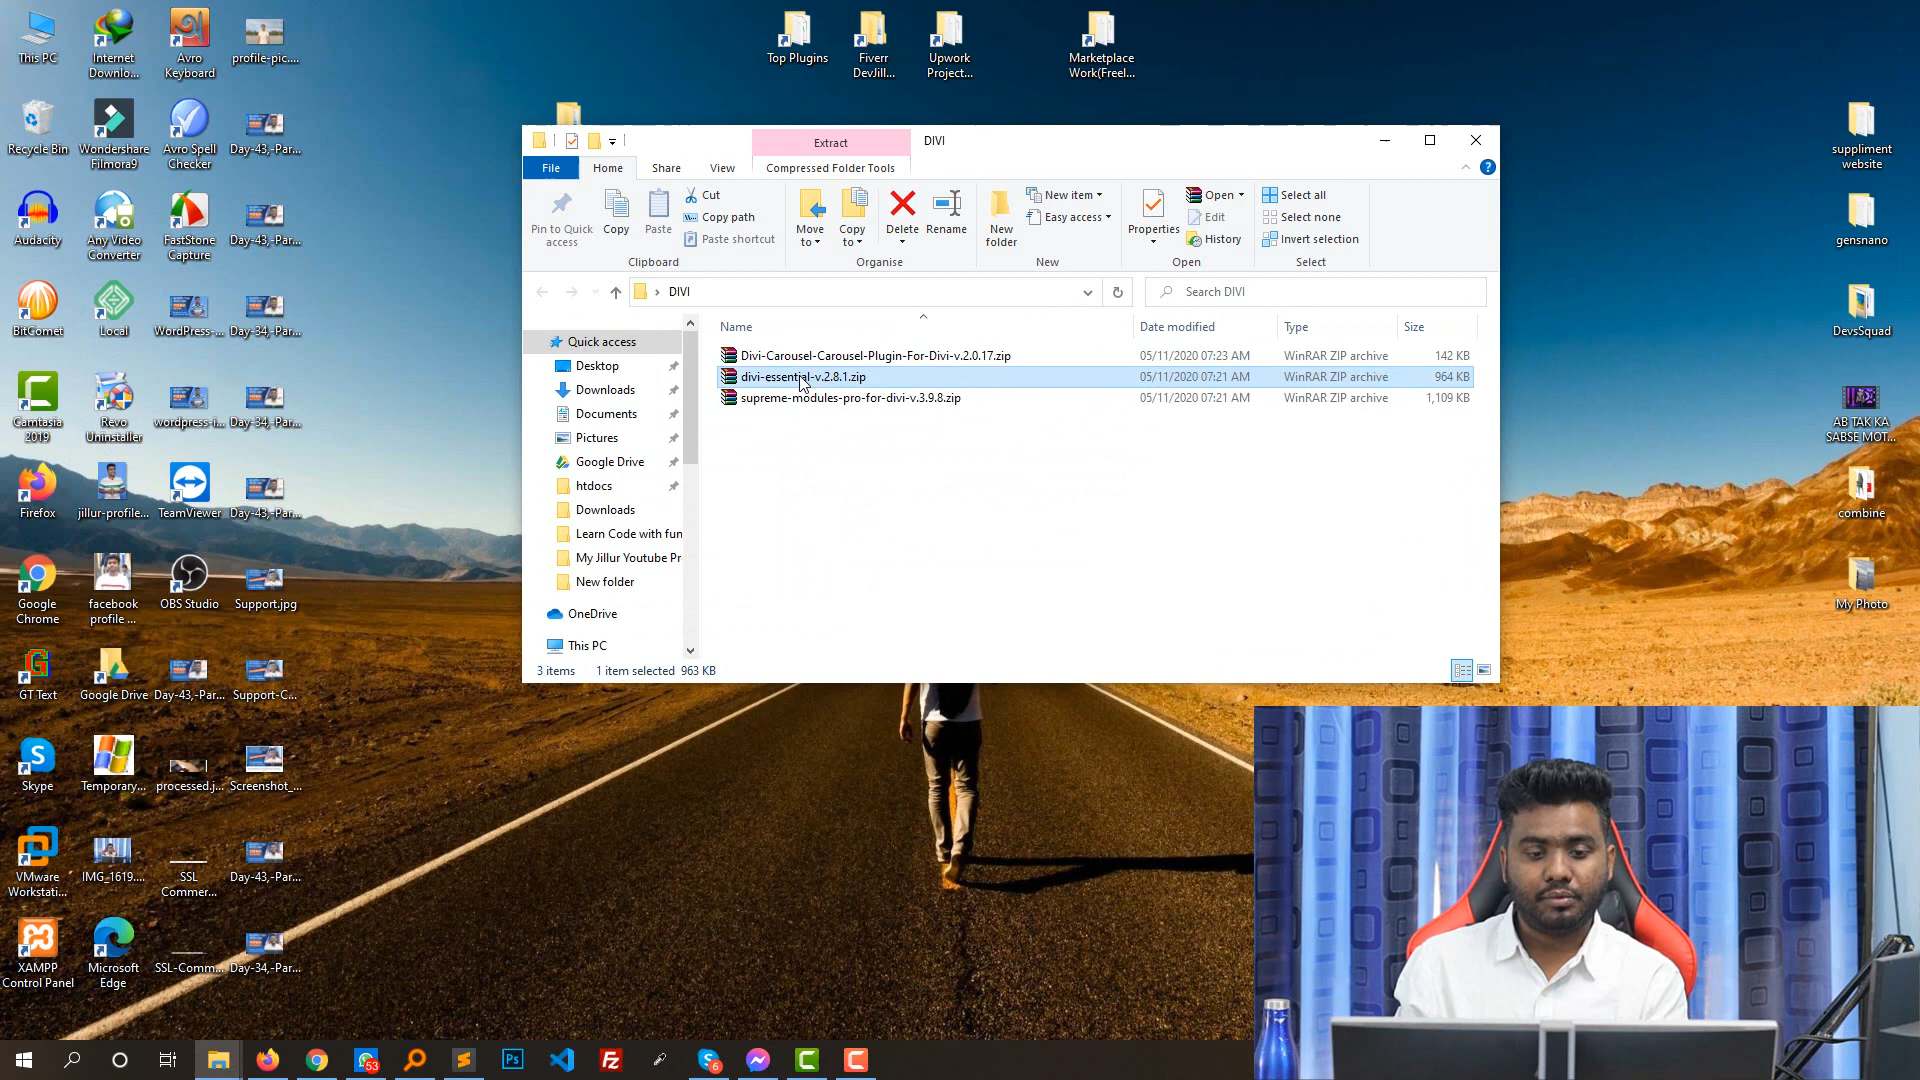 This PC
Internet
Downlo...
Avro
Keyboard
profile-pic....
Top Plugins
Fiverr
DevJill...
Upwork
Project...
Marketplace
Work(Freel...
Recycle Bin
Wondershare
Filmora9
Avro Spell
Checker
Day-43,-Par...
suppliment
website
Audacity
Any Video
Converter
FastStone
Capture
Day-43,-Par...
gensnano
BitComet
Local
WordPress-...
Day-34,-Par...
DevsSquad
Camtasia
2019
Revo
Uninstaller
wordpress-i...
Day-34,-Par...
AB TAK KA
SABSE MOT...
Firefox
jillur-profile...
TeamViewer
Day-43,-Par...
combine
Google
Chrome
facebook
profile ...
OBS Studio
Support.jpg
My Photo
GT Text
Google Drive
Day-43,-Par...
Support-C...
Skype
Temporary...
processed.j...
Screenshot_...
VMware
Workstati...
IMG_1619....
SSL
Commer...
Day-43,-Par...
XAMPP
Control Panel
Microsoft
Edge
SSL-Comm...
Day-34,-Par...
Extract
DIVI
File
Home
Share
View
Compressed Folder Tools
Pin to Quick
access
Copy
Paste
Cut
Copy path
Paste shortcut
Clipboard
Move
to
Copy
to
Delete
Rename
Organise
New
folder
New item
Easy access
New
Properties
Open
Edit
History
Open
Select all
Select none
Invert selection
Select
DIVI
Search DIVI
Quick access
Desktop
Downloads
Documents
Pictures
Google Drive
htdocs
Downloads
Learn Code with fun
My Jillur Youtube Pr
New folder
OneDrive
This PC
Name Date modified Type Size
Divi-Carousel-Carousel-Plugin-For-Divi-v.2.0.17.zip 05/11/2020 07:23 AM WinRAR ZIP archive 142 KB
divi-essential-v.2.8.1.zip 05/11/2020 07:21 AM WinRAR ZIP archive 964 KB
supreme-modules-pro-for-divi-v.3.9.8.zip 05/11/2020 07:21 AM WinRAR ZIP archive 1,109 KB
3 items 1 item selected 963 KB
53
Ps
6